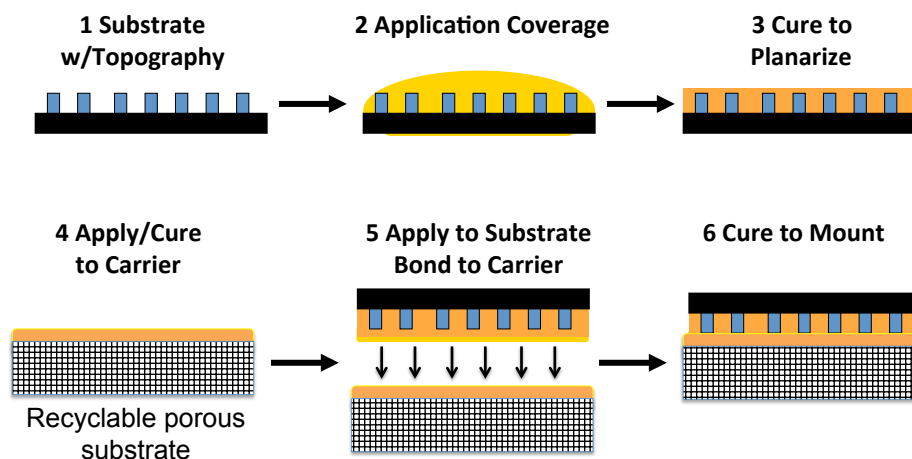 1 Substrate
w/Topography
2 Application Coverage
3 Cure to
Planarize
4 Apply/Cure
to Carrier
5 Apply to Substrate
Bond to Carrier
6 Cure to Mount
Recyclable porous
substrate